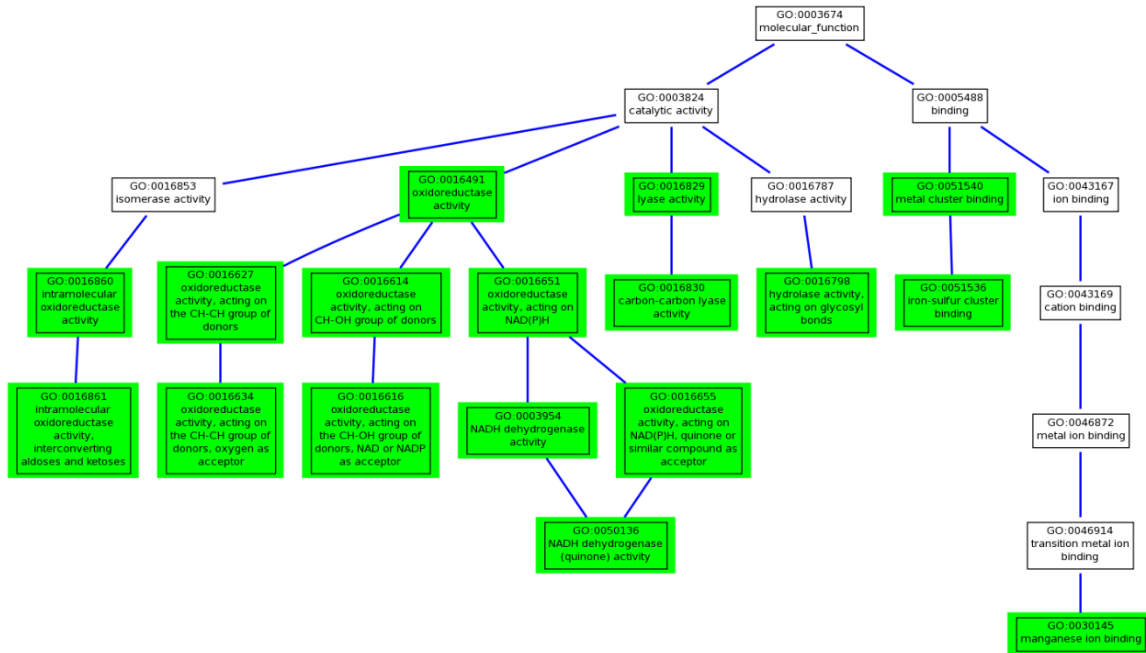 GO:0003674
molecular_function
GO:0003824
catalytic activity
GO:0005488
binding
GO:0016853
isomerase activity
GO:0016491
oxidoreductase
activity
GO:0016829
lyase activity
GO:0016787
hydrolase activity
GO:0051540
metal cluster binding
GO:0043167
ion binding
GO:0016860
intramolecular
oxidoreductase
activity
GO:0016627
oxidoreductase
activity, acting on
the CH-CH group of
donors
GO:0016614
oxidoreductase
activity, acting on
CH-OH group of donors
GO:0016651
oxidoreductase
activity, acting on
NAD(P)H
GO:0016830
carbon-carbon lyase
activity
GO:0016798
hydrolase activity,
acting on glycosyl
bonds
GO:0051536
iron-sulfur cluster
binding
GO:0043169
cation binding
GO:0016861
intramolecular
oxidoreductase
activity,
interconverting
aldoses and ketoses
GO:0016634
oxidoreductase
activity, acting on
the CH-CH group of
donors, oxygen as
acceptor
GO:0016616
oxidoreductase
activity, acting on
the CH-OH group of
donors, NAD or NADP
as acceptor
GO:0003954
NADH dehydrogenase
activity
GO:0016655
oxidoreductase
activity, acting on
NAD(P)H, quinone or
similar compound as
acceptor
GO:0046872
metal ion binding
GO:0050136
NADH dehydrogenase
(quinone) activity
GO:0046914
transition metal ion
binding
GO:0030145
manganese ion binding